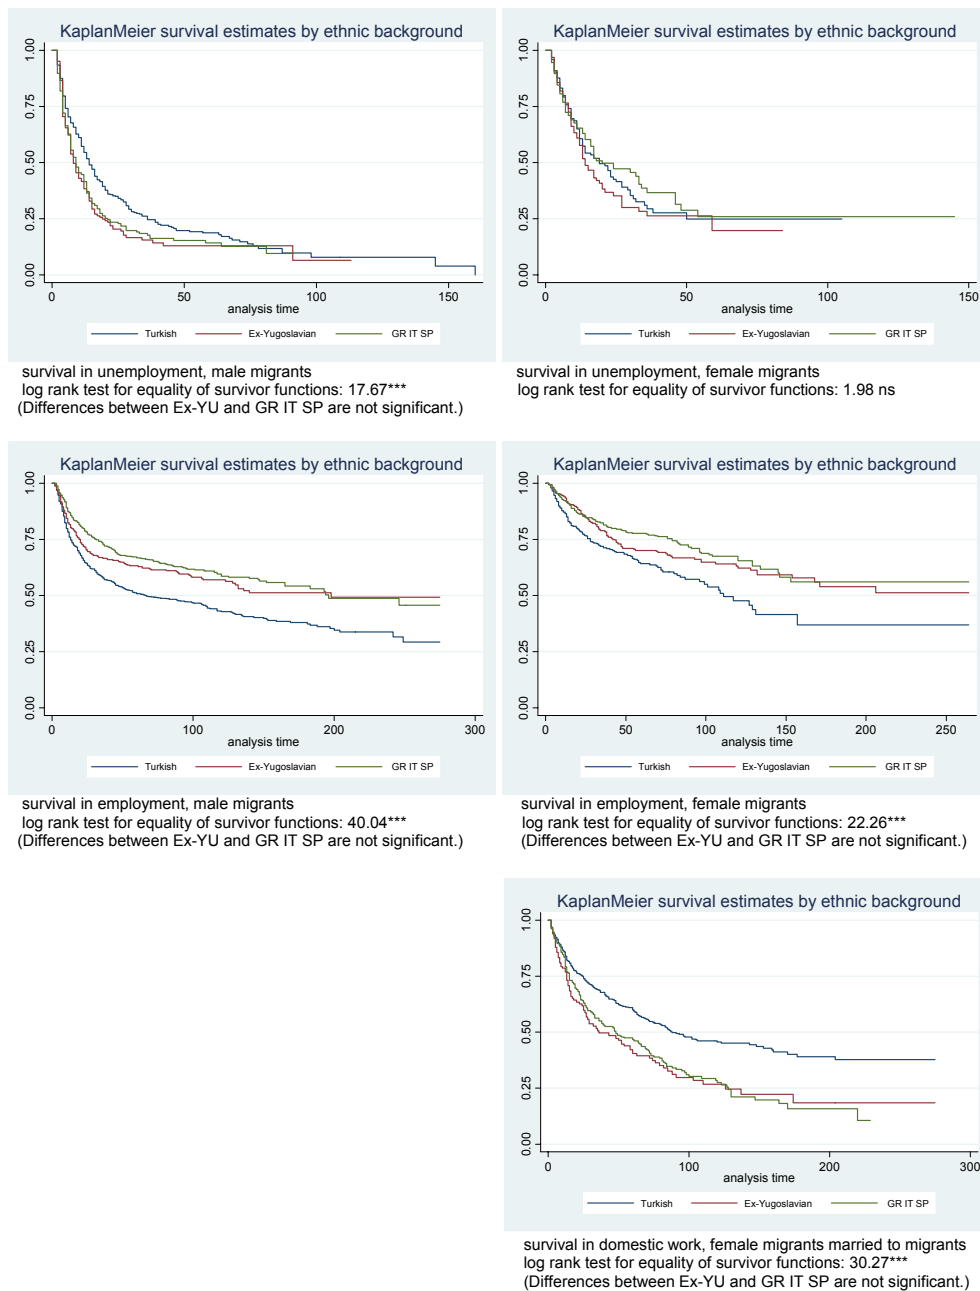 KaplanMeier survival estimates by ethnic background
1.00
0.75
0.50
0.25
0.00
0 50 100 150
analysis time
Turkish Ex-Yugoslavian GR IT SP
survival in unemployment, male migrants
log rank test for equality of survivor functions: 17.67***
(Differences between Ex-YU and GR IT SP are not significant.)
KaplanMeier survival estimates by ethnic background
1.00
0.75
0.50
0.25
0.00
0 50 100 150
analysis time
Turkish Ex-Yugoslavian GR IT SP
survival in unemployment, female migrants
log rank test for equality of survivor functions: 1.98 ns
KaplanMeier survival estimates by ethnic background
1.00
0.75
0.50
0.25
0.00
0 100 200 300
analysis time
Turkish Ex-Yugoslavian GR IT SP
survival in employment, male migrants
log rank test for equality of survivor functions: 40.04***
(Differences between Ex-YU and GR IT SP are not significant.)
KaplanMeier survival estimates by ethnic background
1.00
0.75
0.50
0.25
0.00
0 50 100 150 200 250
analysis time
Turkish Ex-Yugoslavian GR IT SP
survival in employment, female migrants
log rank test for equality of survivor functions: 22.26***
(Differences between Ex-YU and GR IT SP are not significant.)
KaplanMeier survival estimates by ethnic background
1.00
0.75
0.50
0.25
0.00
0 100 200 300
analysis time
Turkish Ex-Yugoslavian GR IT SP
survival in domestic work, female migrants married to migrants
log rank test for equality of survivor functions: 30.27***
(Differences between Ex-YU and GR IT SP are not significant.)